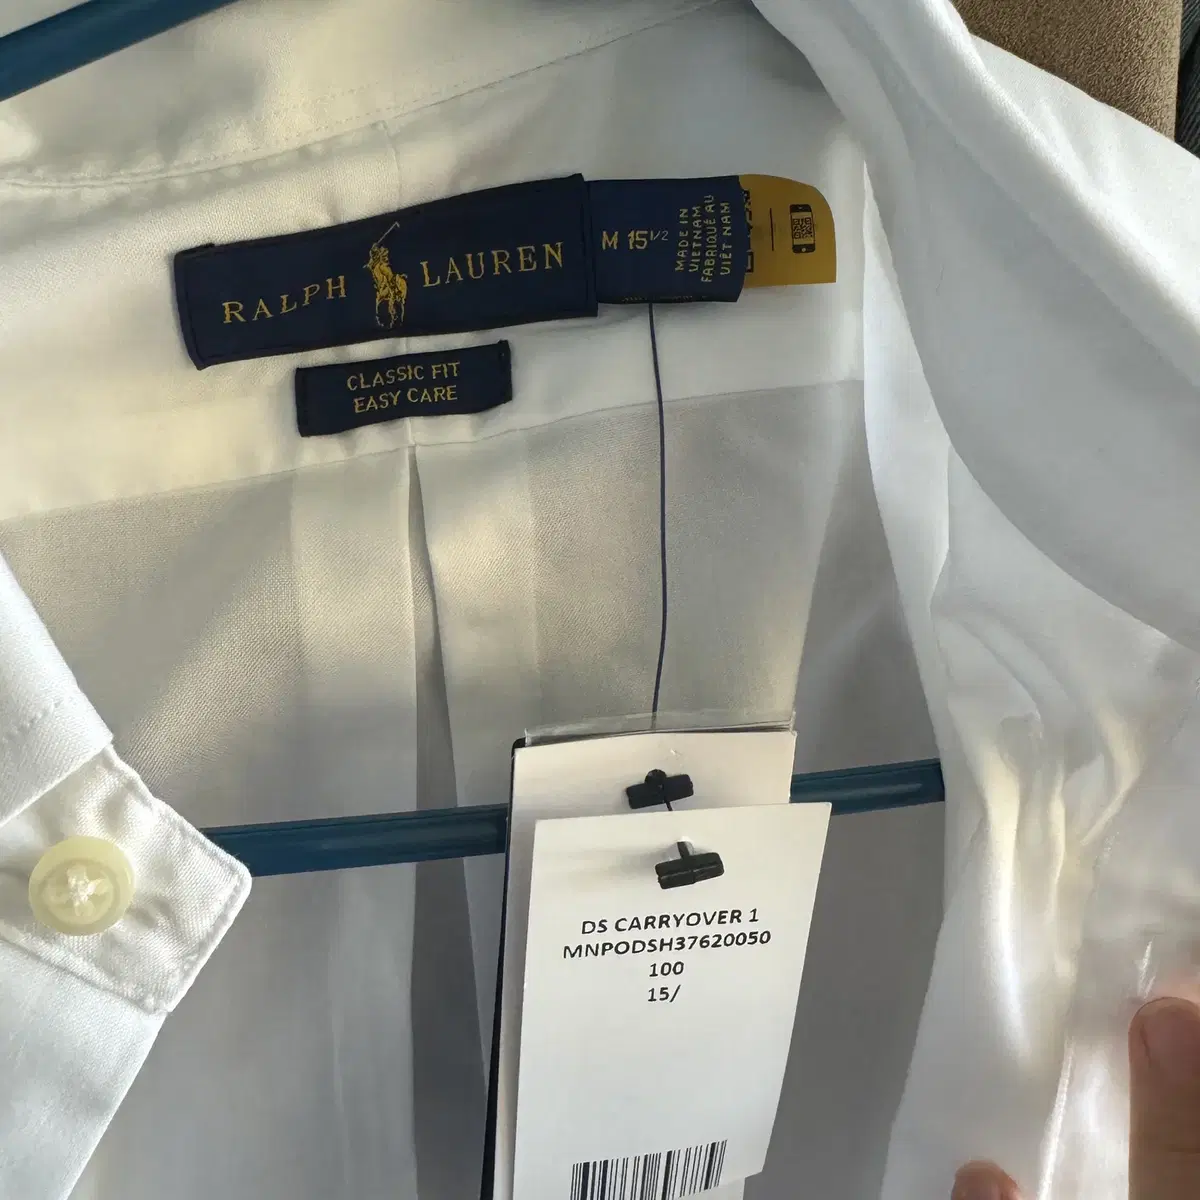 RALPH LAUREN
M 15 1/2
MADE IN
VIETNAM
FABRIQUÉ AU
VIÊT NAM
CLASSIC FIT
EASY CARE
DS CARRYOVER 1
MNPODSH37620050
100
15/